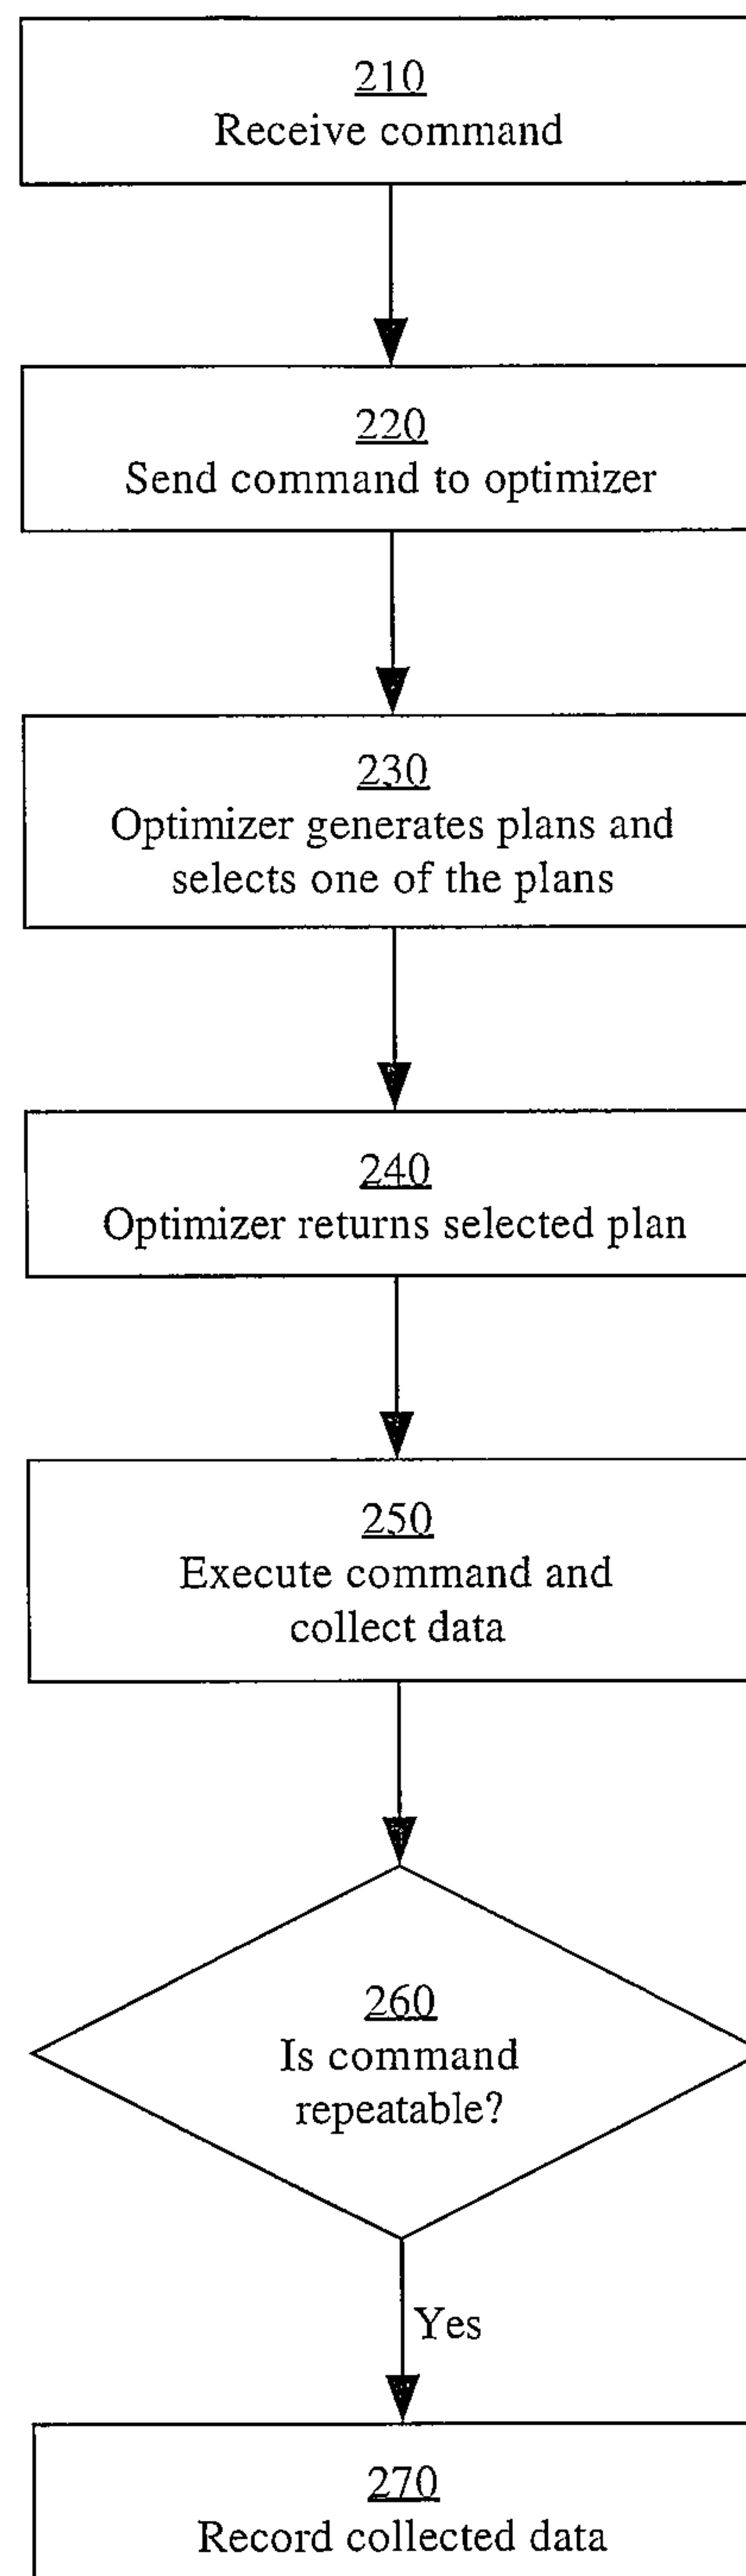 210
Receive command
220
Send command to optimizer
230
Optimizer generates plans and
selects one of the plans
240
Optimizer returns selected plan
250
Execute command and
collect data
260
Is command
repeatable?
Yes
270
Record collected data